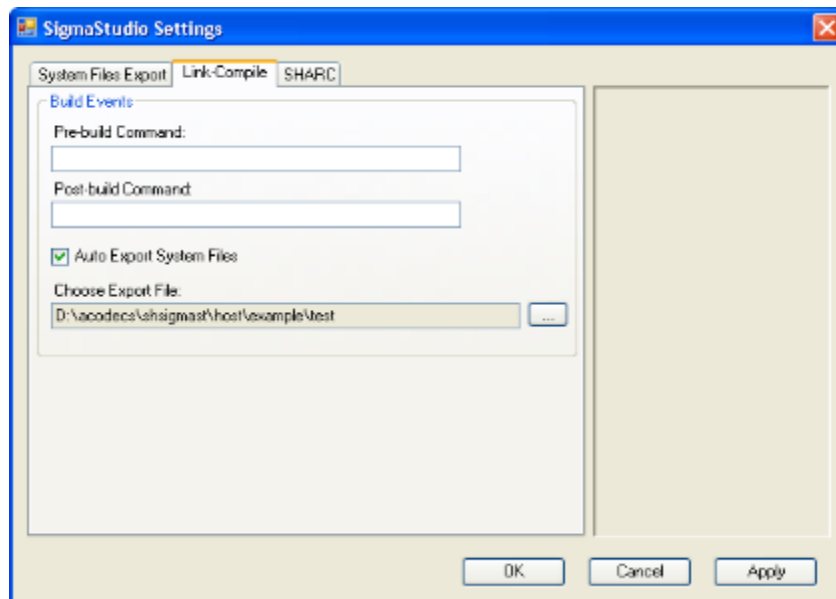 SigmaStudio Settings
System Files Export Link-Compile SHARC
Build Events
Pre-build Command:
Post-build Command:
Auto Export System Files
Choose Export File:
D:\acodecs\shsigmast\host\example\test
...
OK Cancel Apply